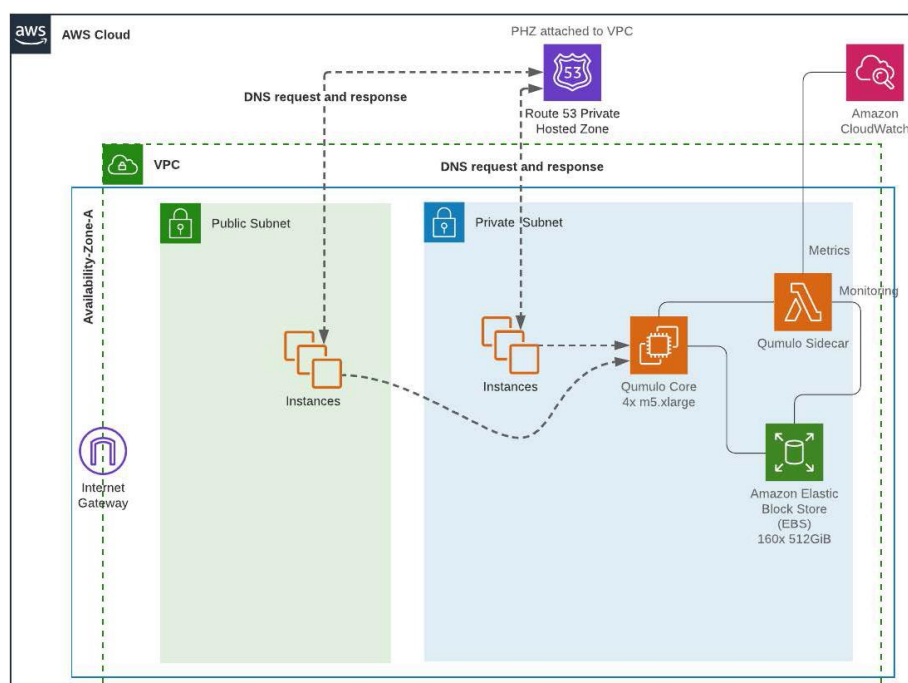 aws
AWS Cloud
PHZ attached to VPC
53
DNS request and response
Route 53 Private
Hosted Zone
Amazon
CloudWatch
VPC
DNS request and response
Availability-Zone-A
Public Subnet
Private Subnet
Metrics
Monitoring
Qumulo Sidecar
Instances
Instances
Qumulo Core
4x m5.xlarge
Internet
Gateway
Amazon Elastic
Block Store
(EBS)
160x 512GiB